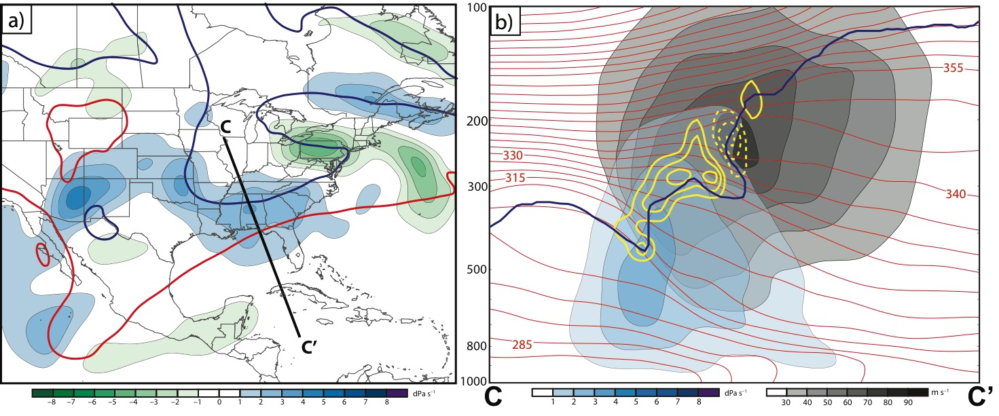 a)
C
C'
−8 −7 −6 −5 −4 −3 −2 −1 0 0 1 2 3 4 5 6 7 8 dPa s⁻¹
b)
100
200
300
500
800
1000
355
330
315
340
285
C C'
1 2 3 4 5 6 7 8 dPa s⁻¹
30 40 50 60 70 80 90 m s⁻¹